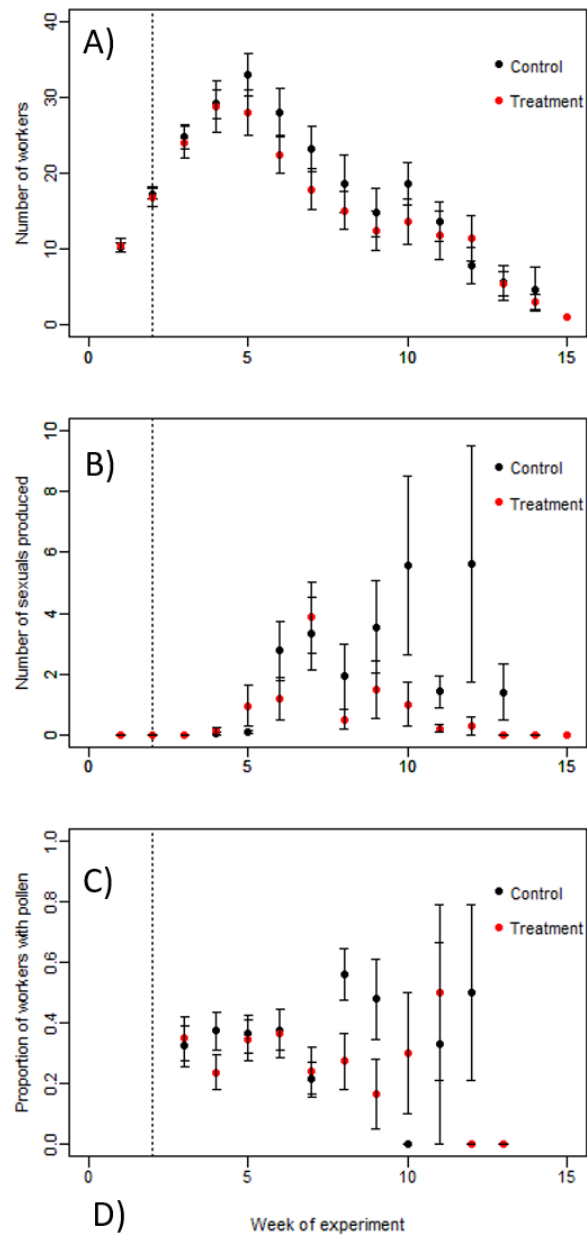 A)
Control
Treatment
Number of workers
40
30
20
10
0
0 5 10 15
B)
Control
Treatment
Number of sexuals produced
10
8
6
4
2
0
0 5 10 15
C)
Control
Treatment
Proportion of workers with pollen
1.0
0.8
0.6
0.4
0.2
0.0
0 5 10 15
D)
Week of experiment